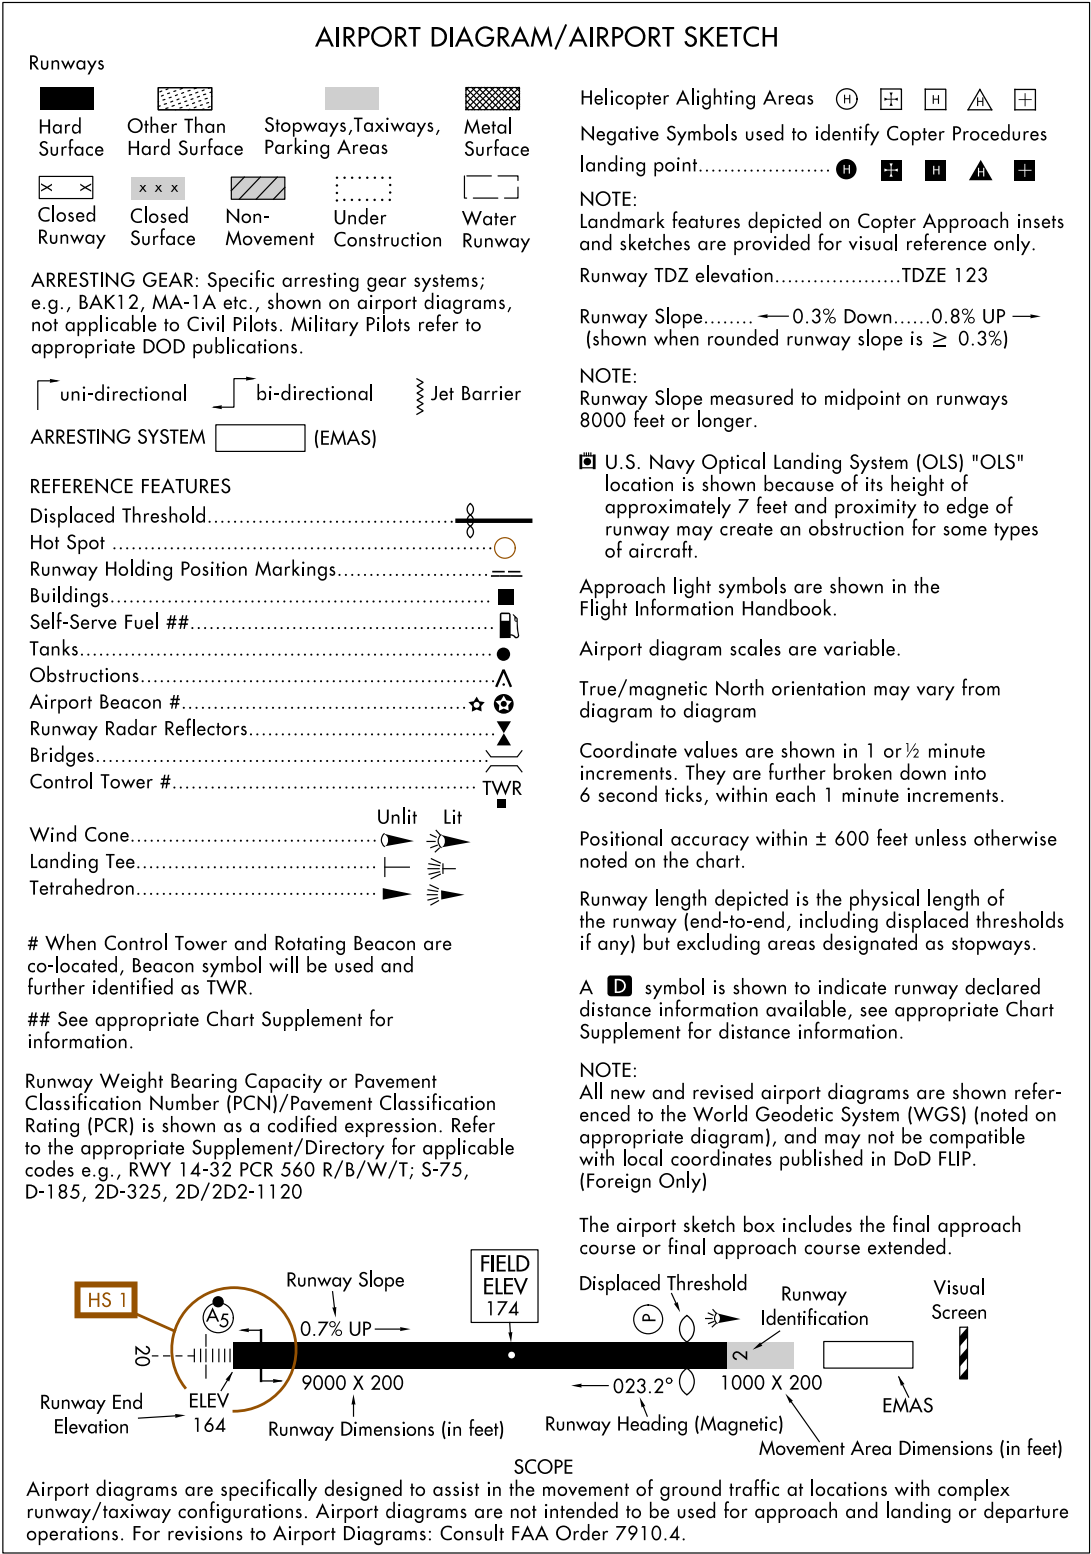 AIRPORT DIAGRAM/AIRPORT SKETCH
Runways
Hard
Surface
Other Than
Hard Surface
Stopways,Taxiways,
Parking Areas
Metal
Surface
x x
x x x
Closed
Runway
Closed
Surface
Non-
Movement
Under
Construction
Water
Runway
ARRESTING GEAR: Specific arresting gear systems;
e.g., BAK12, MA-1A etc., shown on airport diagrams,
not applicable to Civil Pilots. Military Pilots refer to
appropriate DOD publications.
uni-directional
bi-directional
Jet Barrier
ARRESTING SYSTEM (EMAS)
REFERENCE FEATURES
Displaced Threshold
Hot Spot
Runway Holding Position Markings
Buildings
Self-Serve Fuel ##
Tanks
Obstructions
Airport Beacon #
Runway Radar Reflectors
Bridges
Control Tower # TWR
Unlit Lit
Wind Cone
Landing Tee
Tetrahedron
# When Control Tower and Rotating Beacon are
co-located, Beacon symbol will be used and
further identified as TWR.
## See appropriate Chart Supplement for
information.
Runway Weight Bearing Capacity or Pavement
Classification Number (PCN)/Pavement Classification
Rating (PCR) is shown as a codified expression. Refer
to the appropriate Supplement/Directory for applicable
codes e.g., RWY 14-32 PCR 560 R/B/W/T; S-75,
D-185, 2D-325, 2D/2D2-1120
Helicopter Alighting Areas H H H
Negative Symbols used to identify Copter Procedures
landing point H H H
NOTE:
Landmark features depicted on Copter Approach insets
and sketches are provided for visual reference only.
Runway TDZ elevation....................TDZE 123
Runway Slope........ 0.3% Down......0.8% UP
(shown when rounded runway slope is ≥ 0.3%)
NOTE:
Runway Slope measured to midpoint on runways
8000 feet or longer.
U.S. Navy Optical Landing System (OLS) "OLS"
location is shown because of its height of
approximately 7 feet and proximity to edge of
runway may create an obstruction for some types
of aircraft.
Approach light symbols are shown in the
Flight Information Handbook.
Airport diagram scales are variable.
True/magnetic North orientation may vary from
diagram to diagram
Coordinate values are shown in 1 or ½ minute
increments. They are further broken down into
6 second ticks, within each 1 minute increments.
Positional accuracy within ± 600 feet unless otherwise
noted on the chart.
Runway length depicted is the physical length of
the runway (end-to-end, including displaced thresholds
if any) but excluding areas designated as stopways.
A D symbol is shown to indicate runway declared
distance information available, see appropriate Chart
Supplement for distance information.
NOTE:
All new and revised airport diagrams are shown refer-
enced to the World Geodetic System (WGS) (noted on
appropriate diagram), and may not be compatible
with local coordinates published in DoD FLIP.
(Foreign Only)
The airport sketch box includes the final approach
course or final approach course extended.
HS 1
A5
Runway Slope
0.7% UP
FIELD
ELEV
174
Displaced Threshold
P
Runway
Identification
Visual
Screen
20
2
9000 X 200
023.2°
1000 X 200
EMAS
Runway End
Elevation
ELEV
164
Runway Dimensions (in feet)
Runway Heading (Magnetic)
Movement Area Dimensions (in feet)
SCOPE
Airport diagrams are specifically designed to assist in the movement of ground traffic at locations with complex
runway/taxiway configurations. Airport diagrams are not intended to be used for approach and landing or departure
operations. For revisions to Airport Diagrams: Consult FAA Order 7910.4.